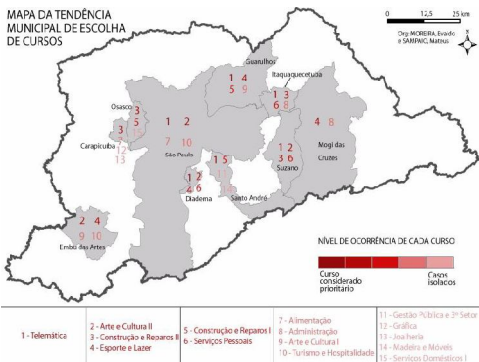 MAPA DA TENDÊNCIA
MUNICIPAL DE ESCOLHA
DE CURSOS
0 12,5 25 km
Org: MOREIRA, Evaldo
e SAMPAIO, Mateus
Guarulhos
1 4
5 9
Itaquaquecetuba
1 3
6 8
Osasco
3
5
Carapicuiba
3
12
13
1 2
7 10
São Paulo
4 8
Mogi das
Cruzes
1 2
3 6
Suzano
1 5
14
Santo André
1 2
4 6
Diadema
2 4
9 10
Embú das Artes
NÍVEL DE OCORRÊNCIA DE CADA CURSO
Curso
considerado
prioritário
Casos
isolados
1 - Telemática
2 - Arte e Cultura II
3 - Construção e Reparos II
4 - Esporte e Lazer
5 - Construção e Reparos I
6 - Serviços Pessoais
7 - Alimentação
8 - Administração
9 - Arte e Cultura I
10 - Turismo e Hospitalidade
11 - Gestão Pública e 3º Setor
12 - Gráfica
13 - Joalheria
14 - Madeira e Móveis
15 - Serviços Domésticos I